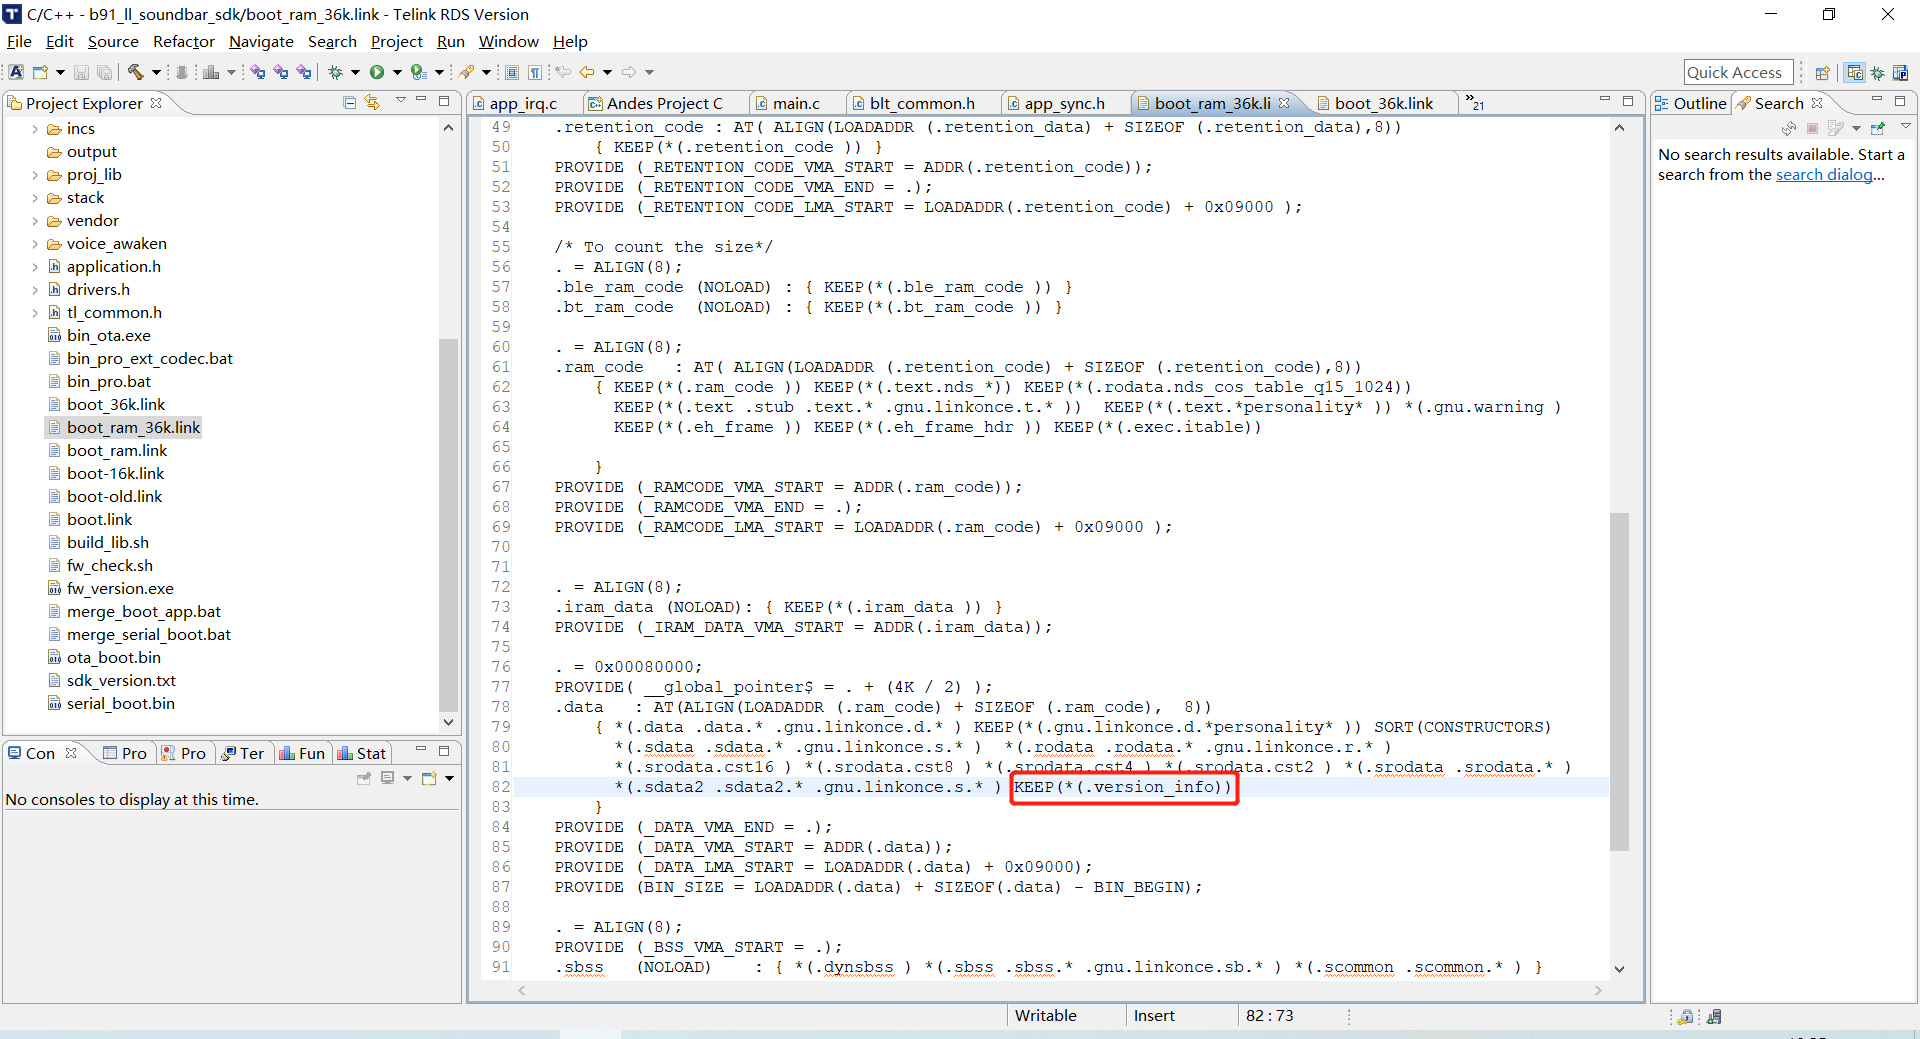 C/C++ - b91_ll_soundbar_sdk/boot_ram_36k.link - Telink RDS Version
File Edit Source Refactor Navigate Search Project Run Window Help
Quick Access
Project Explorer
incs
output
proj_lib
stack
vendor
voice_awaken
application.h
drivers.h
tl_common.h
bin_ota.exe
bin_pro_ext_codec.bat
bin_pro.bat
boot_36k.link
boot_ram_36k.link
boot_ram.link
boot-16k.link
boot-old.link
boot.link
build_lib.sh
fw_check.sh
fw_version.exe
merge_boot_app.bat
merge_serial_boot.bat
ota_boot.bin
sdk_version.txt
serial_boot.bin
Con Pro Pro Ter Fun Stat
No consoles to display at this time.
app_irq.c Andes Project C main.c blt_common.h app_sync.h boot_ram_36k.li boot_36k.link »21
49 .retention_code : AT( ALIGN(LOADADDR (.retention_data) + SIZEOF (.retention_data),8))
50 { KEEP(*(.retention_code )) }
51 PROVIDE (_RETENTION_CODE_VMA_START = ADDR(.retention_code));
52 PROVIDE (_RETENTION_CODE_VMA_END = .);
53 PROVIDE (_RETENTION_CODE_LMA_START = LOADADDR(.retention_code) + 0x09000 );
54
55 /* To count the size*/
56 . = ALIGN(8);
57 .ble_ram_code (NOLOAD) : { KEEP(*(.ble_ram_code )) }
58 .bt_ram_code (NOLOAD) : { KEEP(*(.bt_ram_code )) }
59
60 . = ALIGN(8);
61 .ram_code : AT( ALIGN(LOADADDR (.retention_code) + SIZEOF (.retention_code),8))
62 { KEEP(*(.ram_code )) KEEP(*(.text.nds_*)) KEEP(*(.rodata.nds_cos_table_q15_1024))
63 KEEP(*(.text .stub .text.* .gnu.linkonce.t.* )) KEEP(*(.text.*personality* )) *(.gnu.warning )
64 KEEP(*(.eh_frame )) KEEP(*(.eh_frame_hdr )) KEEP(*(.exec.itable))
65
66 }
67 PROVIDE (_RAMCODE_VMA_START = ADDR(.ram_code));
68 PROVIDE (_RAMCODE_VMA_END = .);
69 PROVIDE (_RAMCODE_LMA_START = LOADADDR(.ram_code) + 0x09000 );
70
71
72 . = ALIGN(8);
73 .iram_data (NOLOAD): { KEEP(*(.iram_data )) }
74 PROVIDE (_IRAM_DATA_VMA_START = ADDR(.iram_data));
75
76 . = 0x00080000;
77 PROVIDE( __global_pointer$ = . + (4K / 2) );
78 .data : AT(ALIGN(LOADADDR (.ram_code) + SIZEOF (.ram_code), 8))
79 { *(.data .data.* .gnu.linkonce.d.* ) KEEP(*(.gnu.linkonce.d.*personality* )) SORT(CONSTRUCTORS)
80 *(.sdata .sdata.* .gnu.linkonce.s.* ) *(.rodata .rodata.* .gnu.linkonce.r.* )
81 *(.srodata.cst16 ) *(.srodata.cst8 ) *(.srodata.cst4 ) *(.srodata.cst2 ) *(.srodata .srodata.* )
82 *(.sdata2 .sdata2.* .gnu.linkonce.s.* ) KEEP(*(.version_info))
83 }
84 PROVIDE (_DATA_VMA_END = .);
85 PROVIDE (_DATA_VMA_START = ADDR(.data));
86 PROVIDE (_DATA_LMA_START = LOADADDR(.data) + 0x09000);
87 PROVIDE (BIN_SIZE = LOADADDR(.data) + SIZEOF(.data) - BIN_BEGIN);
88
89 . = ALIGN(8);
90 PROVIDE (_BSS_VMA_START = .);
91 .sbss (NOLOAD) : { *(.dynsbss ) *(.sbss .sbss.* .gnu.linkonce.sb.* ) *(.scommon .scommon.* ) }
Outline Search
No search results available. Start a
search from the search dialog...
Writable Insert 82 : 73